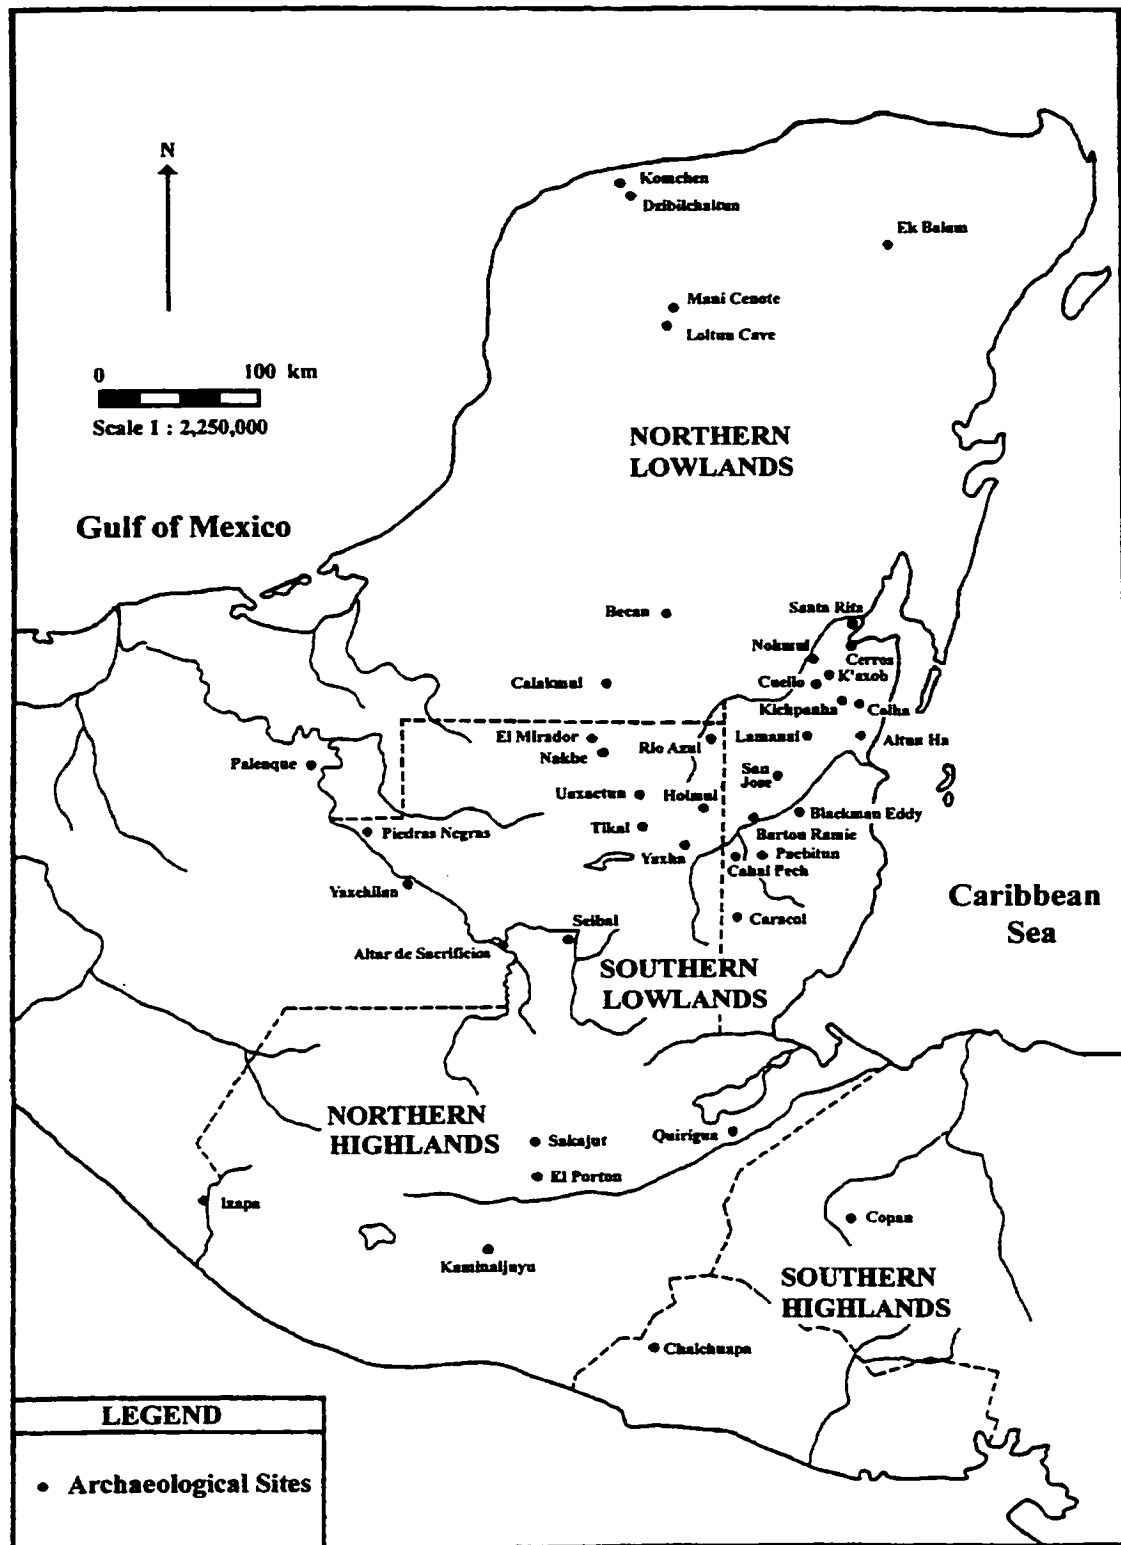 N
Komchen
Dzibilchaltun
Ek Balam
Mani Cenote
Loltun Cave
0 100 km
Scale 1 : 2,250,000
NORTHERN
LOWLANDS
Gulf of Mexico
Becan
Santa Rita
Nohmul
Cerros
K'axob
Calakmul
Cuello
Kichpanha
Colha
El Mirador
Rio Azul
Lamanai
Altun Ha
Nakbe
Palenque
San
Jose
Uaxactun
Holmul
Blackman Eddy
Tikal
Piedras Negras
Barton Ramie
Yaxha
Pacbitun
Cahal Pech
Yaxchilan
Caribbean
Sea
Caracol
Seibal
Altar de Sacrificios
SOUTHERN
LOWLANDS
NORTHERN
HIGHLANDS
Quirigua
Sakajut
El Porton
Izapa
Copan
Kaminaljuyu
SOUTHERN
HIGHLANDS
Chalchuapa
LEGEND
Archaeological Sites